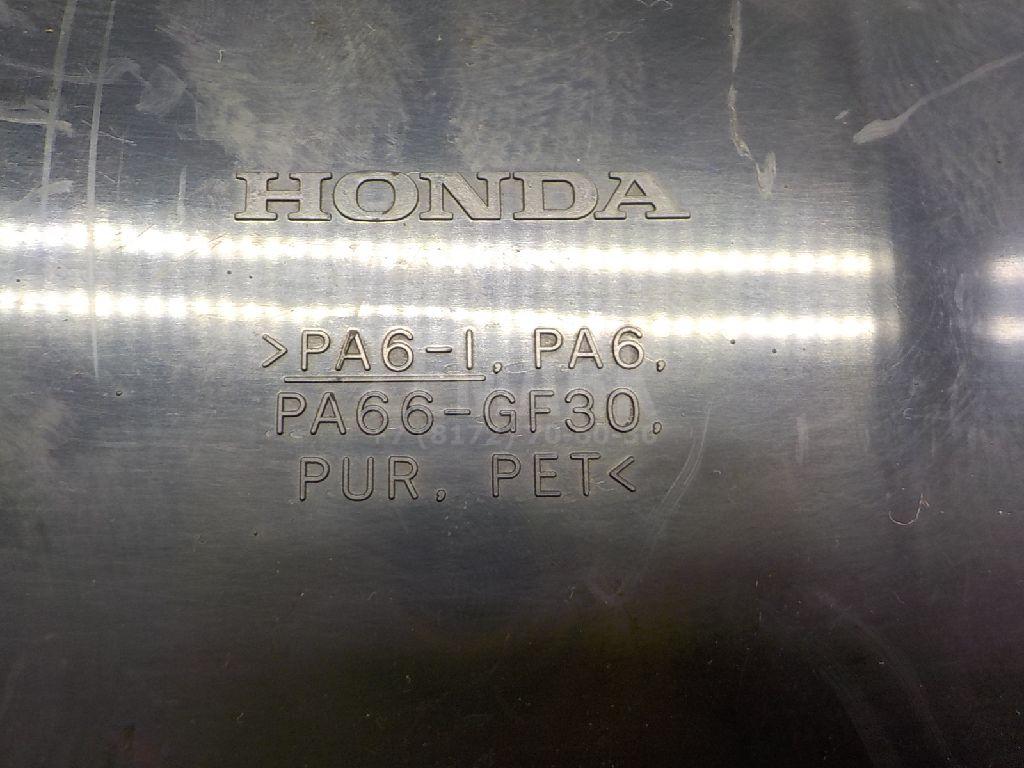 HONDA
>PA6-I, PA6,
PA66-GF30,
PUR, PET<